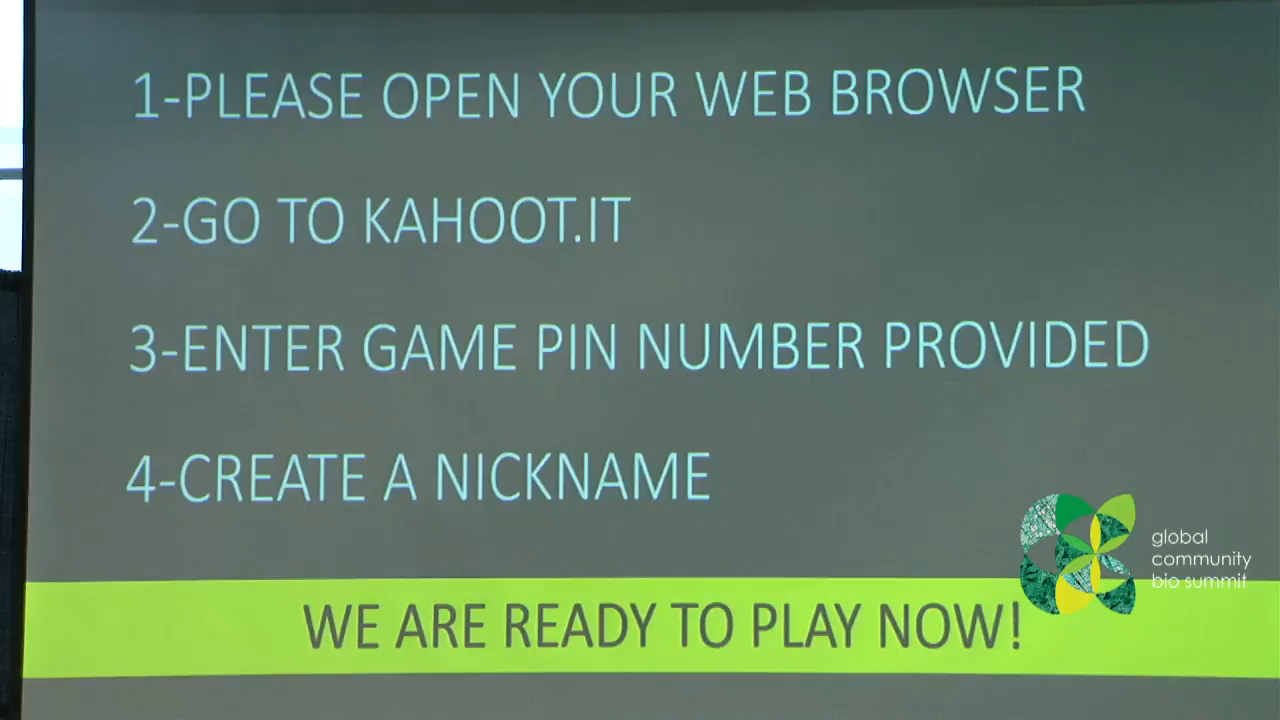 1-PLEASE OPEN YOUR WEB BROWSER
2-GO TO KAHOOT.IT
3-ENTER GAME PIN NUMBER PROVIDED
4-CREATE A NICKNAME
WE ARE READY TO PLAY NOW!
global
community
bio summit